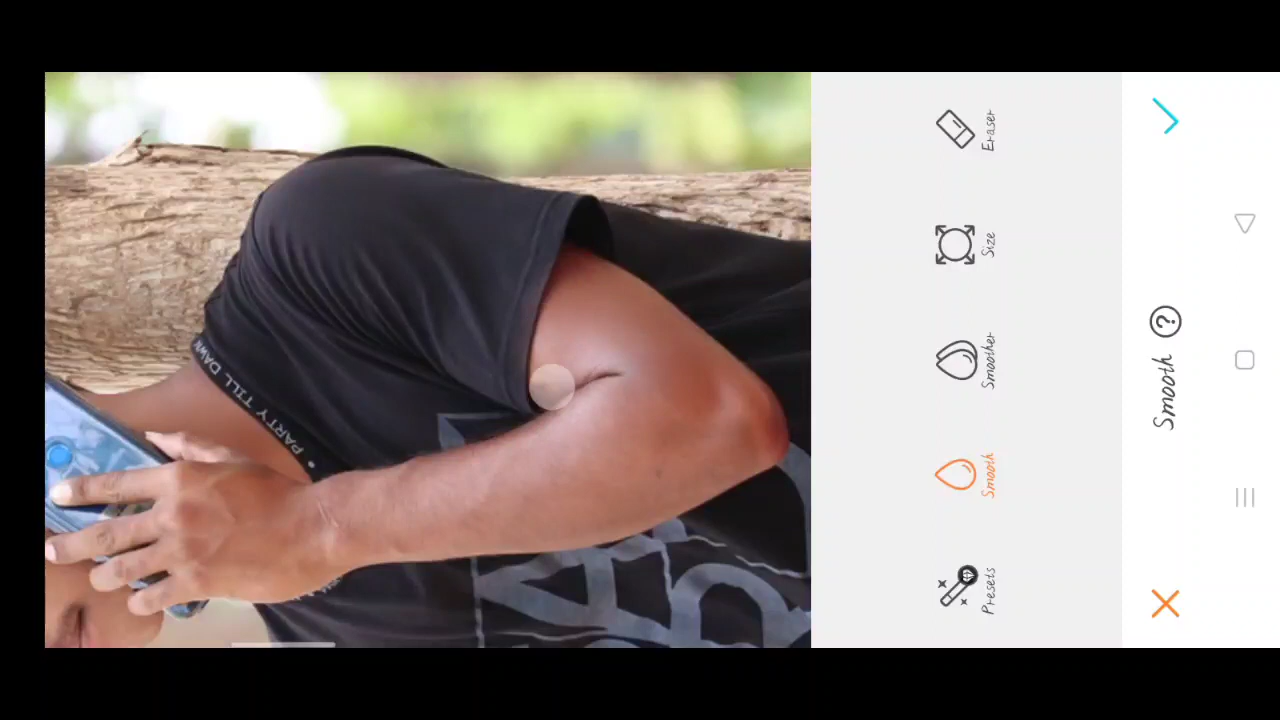 PARTY TILL DAWN •
Smooth
Presets
Smooth
Smoother
Size
Eraser